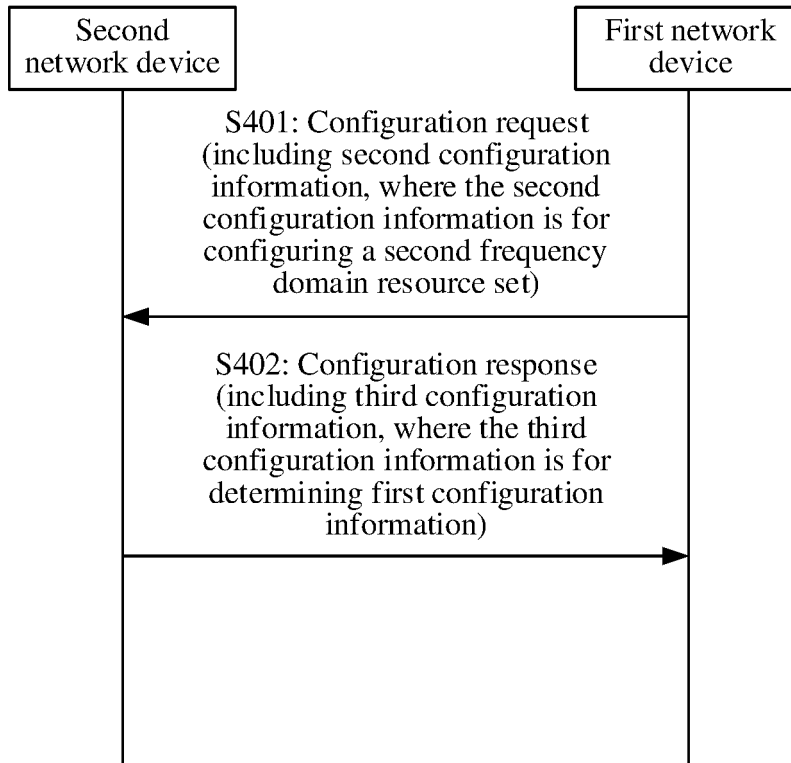 Second
network device
First network
device
S401: Configuration request
(including second configuration
information, where the second
configuration information is for
configuring a second frequency
domain resource set)
S402: Configuration response
(including third configuration
information, where the third
configuration information is for
determining first configuration
information)